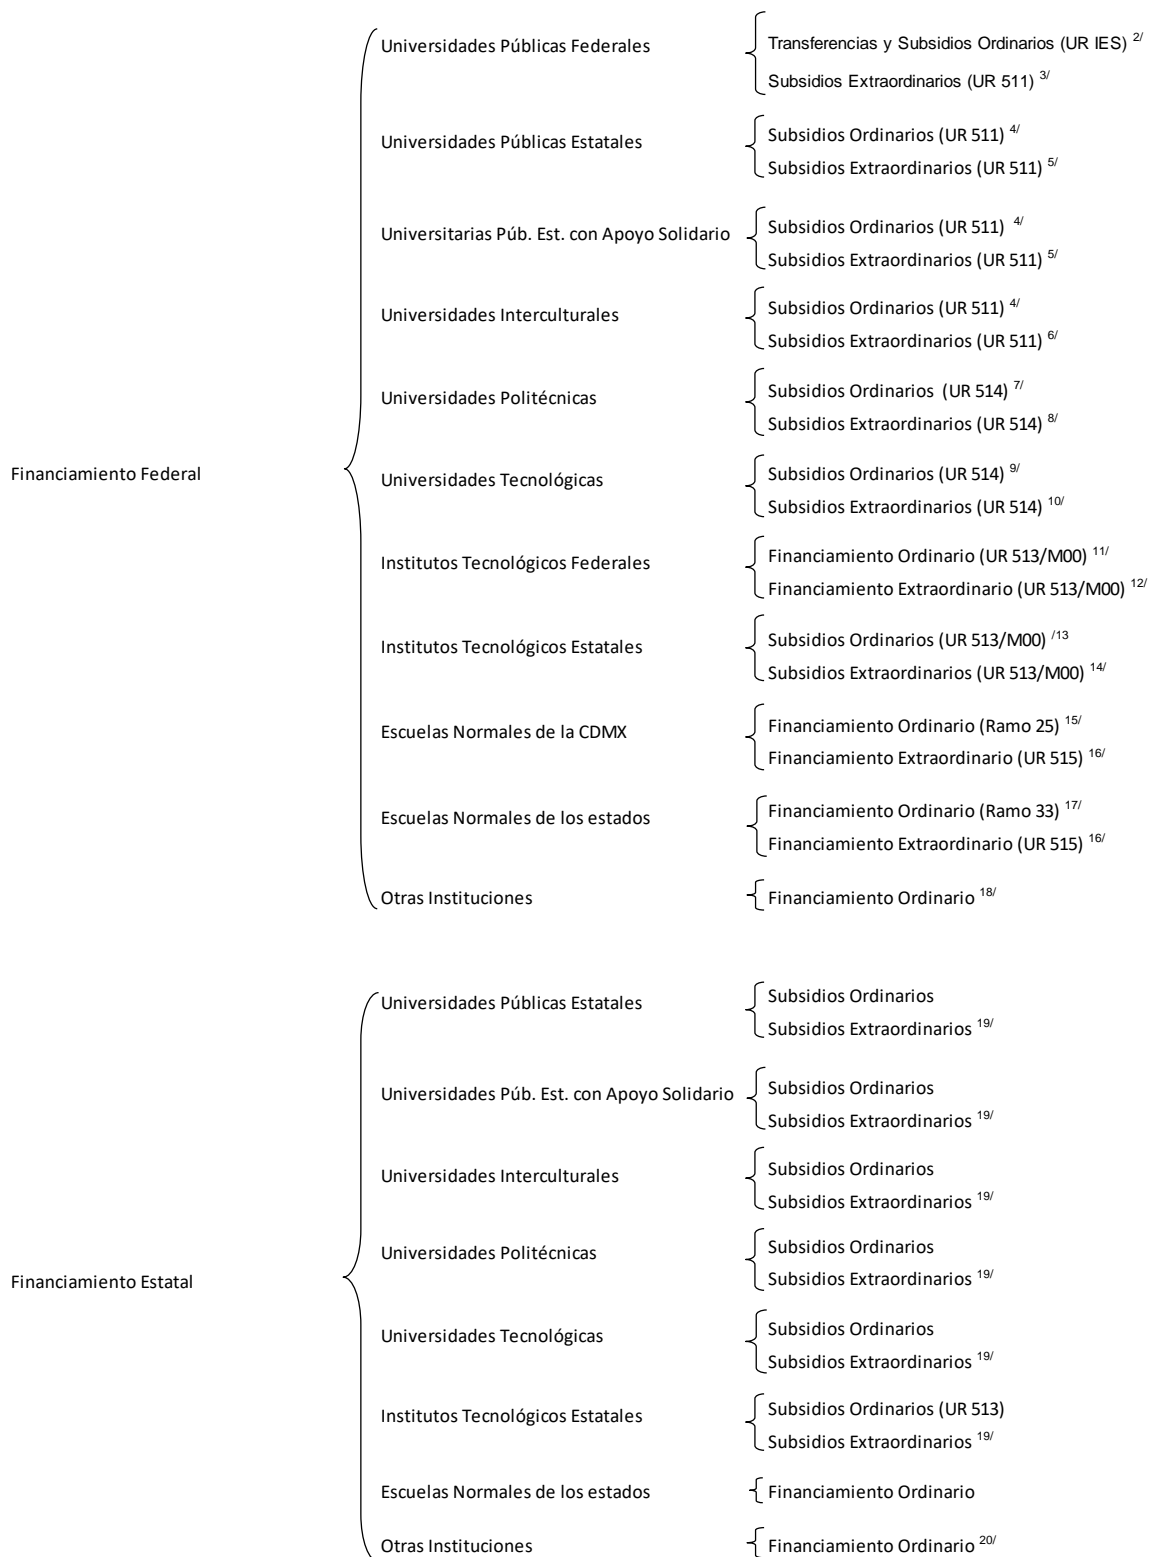 Financiamiento Federal
Universidades Públicas Federales
Transferencias y Subsidios Ordinarios (UR IES) 2/
Subsidios Extraordinarios (UR 511) 3/
Universidades Públicas Estatales
Subsidios Ordinarios (UR 511) 4/
Subsidios Extraordinarios (UR 511) 5/
Universitarias Púb. Est. con Apoyo Solidario
Subsidios Ordinarios (UR 511) 4/
Subsidios Extraordinarios (UR 511) 5/
Universidades Interculturales
Subsidios Ordinarios (UR 511) 4/
Subsidios Extraordinarios (UR 511) 6/
Universidades Politécnicas
Subsidios Ordinarios (UR 514) 7/
Subsidios Extraordinarios (UR 514) 8/
Universidades Tecnológicas
Subsidios Ordinarios (UR 514) 9/
Subsidios Extraordinarios (UR 514) 10/
Institutos Tecnológicos Federales
Financiamiento Ordinario (UR 513/M00) 11/
Financiamiento Extraordinario (UR 513/M00) 12/
Institutos Tecnológicos Estatales
Subsidios Ordinarios (UR 513/M00) /13
Subsidios Extraordinarios (UR 513/M00) 14/
Escuelas Normales de la CDMX
Financiamiento Ordinario (Ramo 25) 15/
Financiamiento Extraordinario (UR 515) 16/
Escuelas Normales de los estados
Financiamiento Ordinario (Ramo 33) 17/
Financiamiento Extraordinario (UR 515) 16/
Otras Instituciones
Financiamiento Ordinario 18/
Financiamiento Estatal
Universidades Públicas Estatales
Subsidios Ordinarios
Subsidios Extraordinarios 19/
Universidades Púb. Est. con Apoyo Solidario
Subsidios Ordinarios
Subsidios Extraordinarios 19/
Universidades Interculturales
Subsidios Ordinarios
Subsidios Extraordinarios 19/
Universidades Politécnicas
Subsidios Ordinarios
Subsidios Extraordinarios 19/
Universidades Tecnológicas
Subsidios Ordinarios
Subsidios Extraordinarios 19/
Institutos Tecnológicos Estatales
Subsidios Ordinarios (UR 513)
Subsidios Extraordinarios 19/
Escuelas Normales de los estados
Financiamiento Ordinario
Otras Instituciones
Financiamiento Ordinario 20/